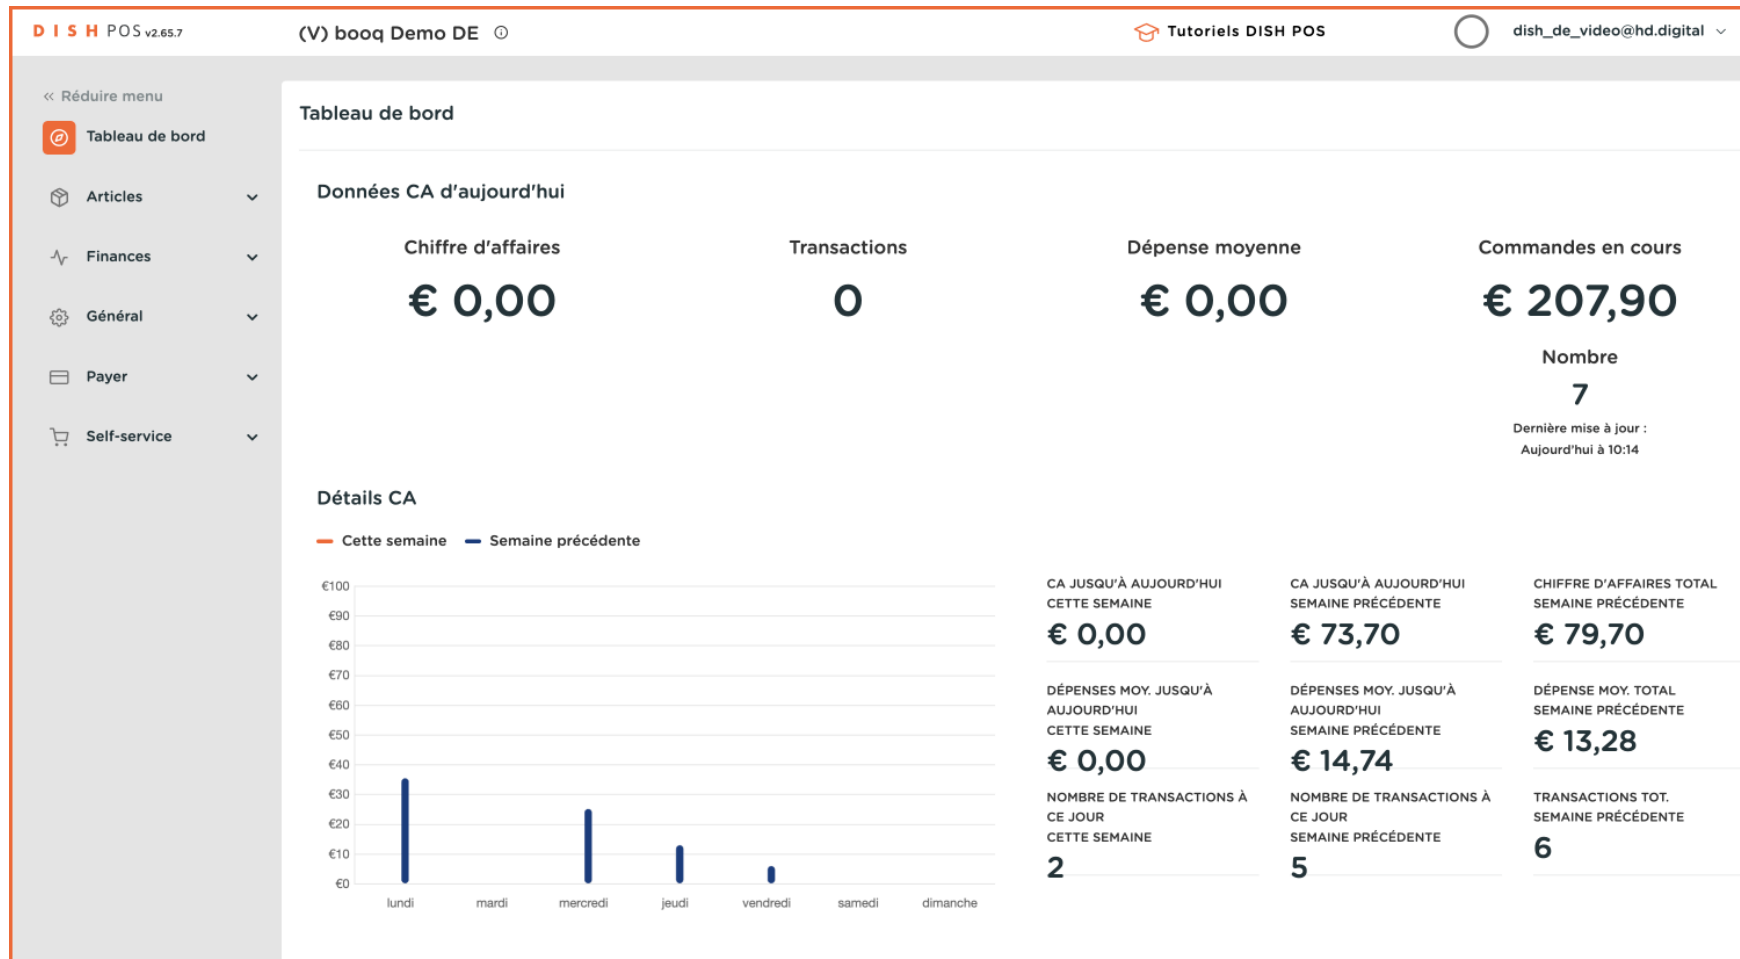 DISH POS v2.65.7
(V) booq Demo DE
Tutoriels DISH POS
dish_de_video@hd.digital
« Réduire menu
Tableau de bord
Articles
Finances
Général
Payer
Self-service
Tableau de bord
Données CA d'aujourd'hui
Chiffre d'affaires
€ 0,00
Transactions
0
Dépense moyenne
€ 0,00
Commandes en cours
€ 207,90
Nombre
7
Dernière mise à jour :
Aujourd'hui à 10:14
Détails CA
Cette semaine
Semaine précédente
€100
€90
€80
€70
€60
€50
€40
€30
€20
€10
€0
lundi
mardi
mercredi
jeudi
vendredi
samedi
dimanche
CA JUSQU'À AUJOURD'HUI
CETTE SEMAINE
€ 0,00
CA JUSQU'À AUJOURD'HUI
SEMAINE PRÉCÉDENTE
€ 73,70
CHIFFRE D'AFFAIRES TOTAL
SEMAINE PRÉCÉDENTE
€ 79,70
DÉPENSES MOY. JUSQU'À
AUJOURD'HUI
CETTE SEMAINE
€ 0,00
DÉPENSES MOY. JUSQU'À
AUJOURD'HUI
SEMAINE PRÉCÉDENTE
€ 14,74
DÉPENSE MOY. TOTAL
SEMAINE PRÉCÉDENTE
€ 13,28
NOMBRE DE TRANSACTIONS À
CE JOUR
CETTE SEMAINE
2
NOMBRE DE TRANSACTIONS À
CE JOUR
SEMAINE PRÉCÉDENTE
5
TRANSACTIONS TOT.
SEMAINE PRÉCÉDENTE
6